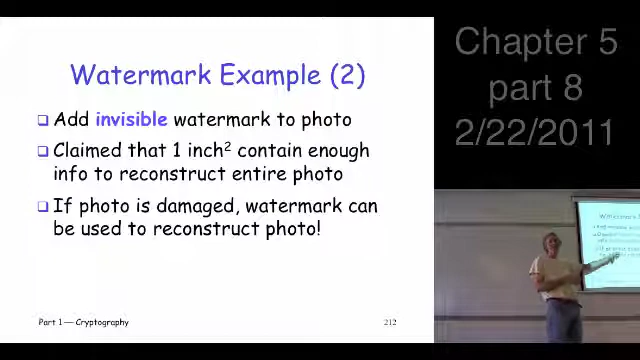 Watermark Example (2)
❑ Add invisible watermark to photo
❑ Claimed that 1 inch² contain enough
info to reconstruct entire photo
❑ If photo is damaged, watermark can
be used to reconstruct photo!
Part 1 — Cryptography
212
Chapter 5
part 8
2/22/2011